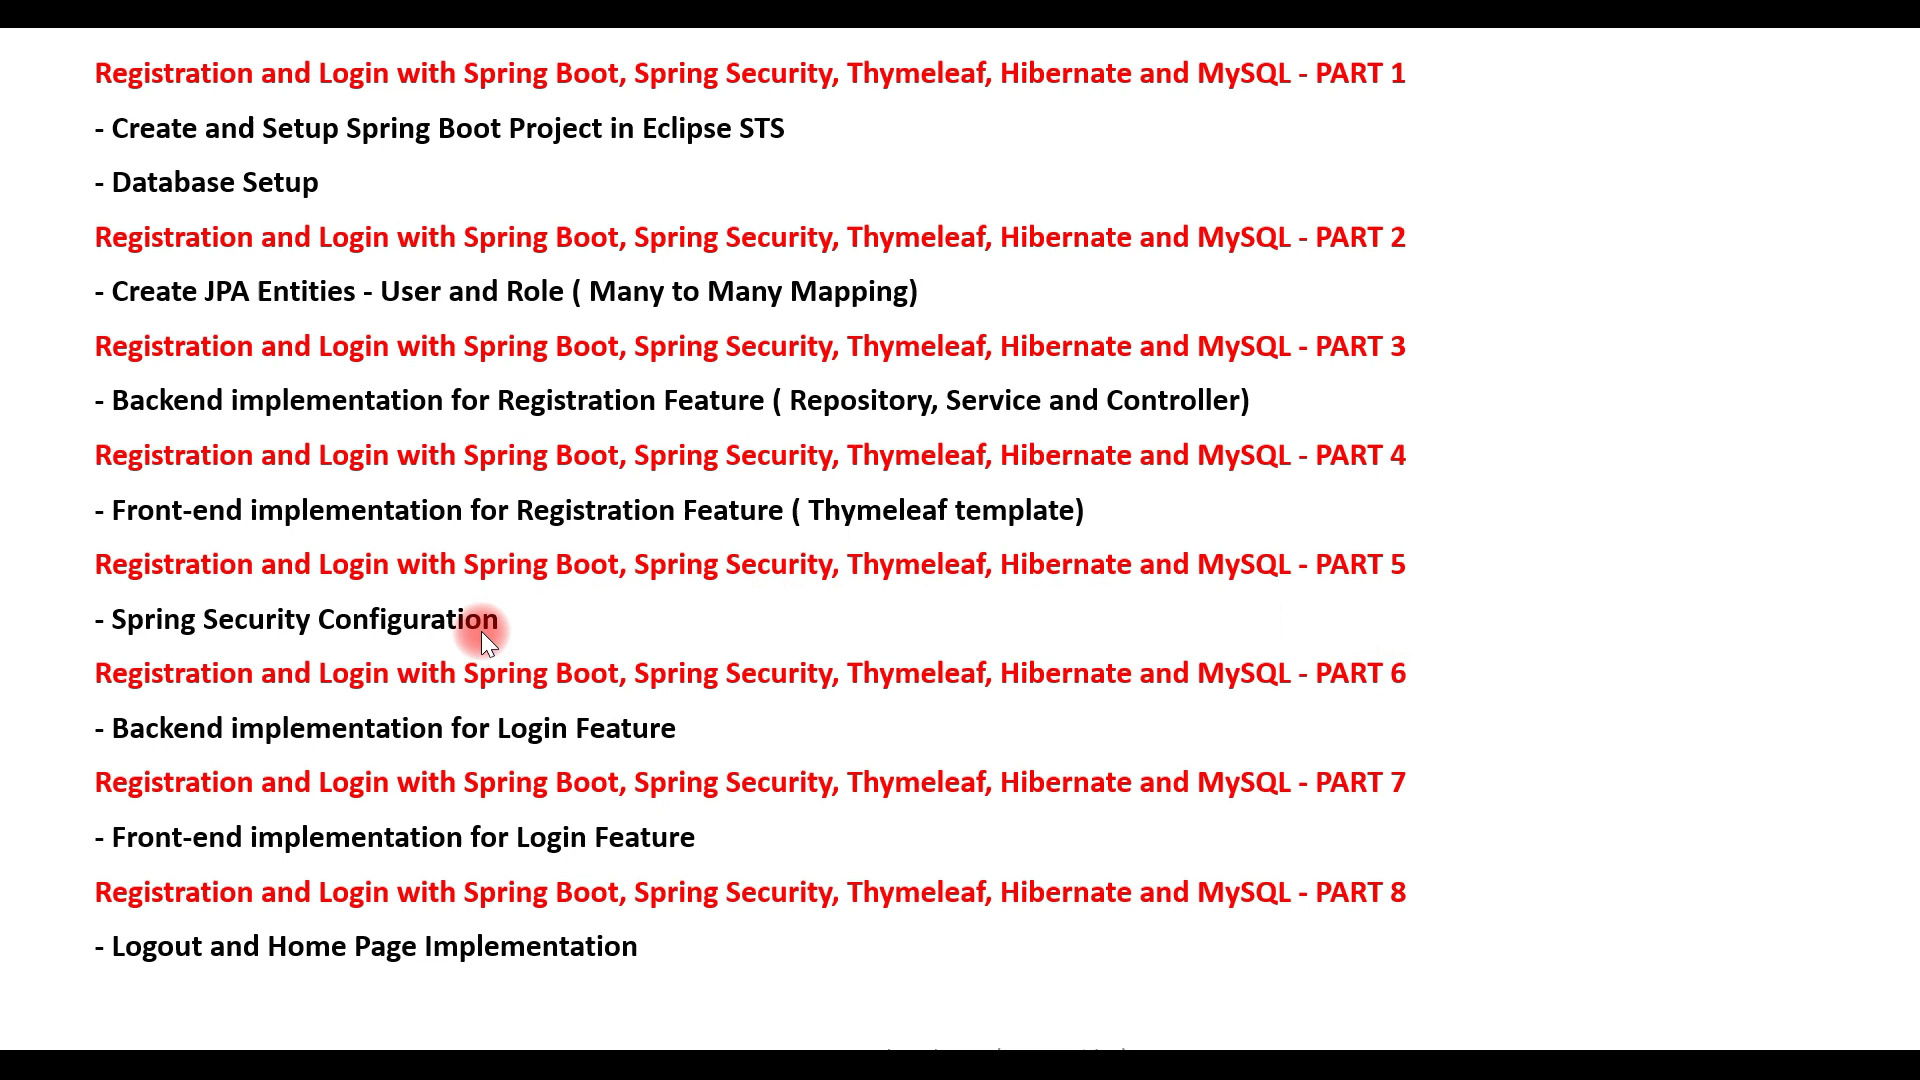 Registration and Login with Spring Boot, Spring Security, Thymeleaf, Hibernate and MySQL - PART 1
- Create and Setup Spring Boot Project in Eclipse STS
- Database Setup
Registration and Login with Spring Boot, Spring Security, Thymeleaf, Hibernate and MySQL - PART 2
- Create JPA Entities - User and Role ( Many to Many Mapping)
Registration and Login with Spring Boot, Spring Security, Thymeleaf, Hibernate and MySQL - PART 3
- Backend implementation for Registration Feature ( Repository, Service and Controller)
Registration and Login with Spring Boot, Spring Security, Thymeleaf, Hibernate and MySQL - PART 4
- Front-end implementation for Registration Feature ( Thymeleaf template)
Registration and Login with Spring Boot, Spring Security, Thymeleaf, Hibernate and MySQL - PART 5
- Spring Security Configuration
Registration and Login with Spring Boot, Spring Security, Thymeleaf, Hibernate and MySQL - PART 6
- Backend implementation for Login Feature
Registration and Login with Spring Boot, Spring Security, Thymeleaf, Hibernate and MySQL - PART 7
- Front-end implementation for Login Feature
Registration and Login with Spring Boot, Spring Security, Thymeleaf, Hibernate and MySQL - PART 8
- Logout and Home Page Implementation